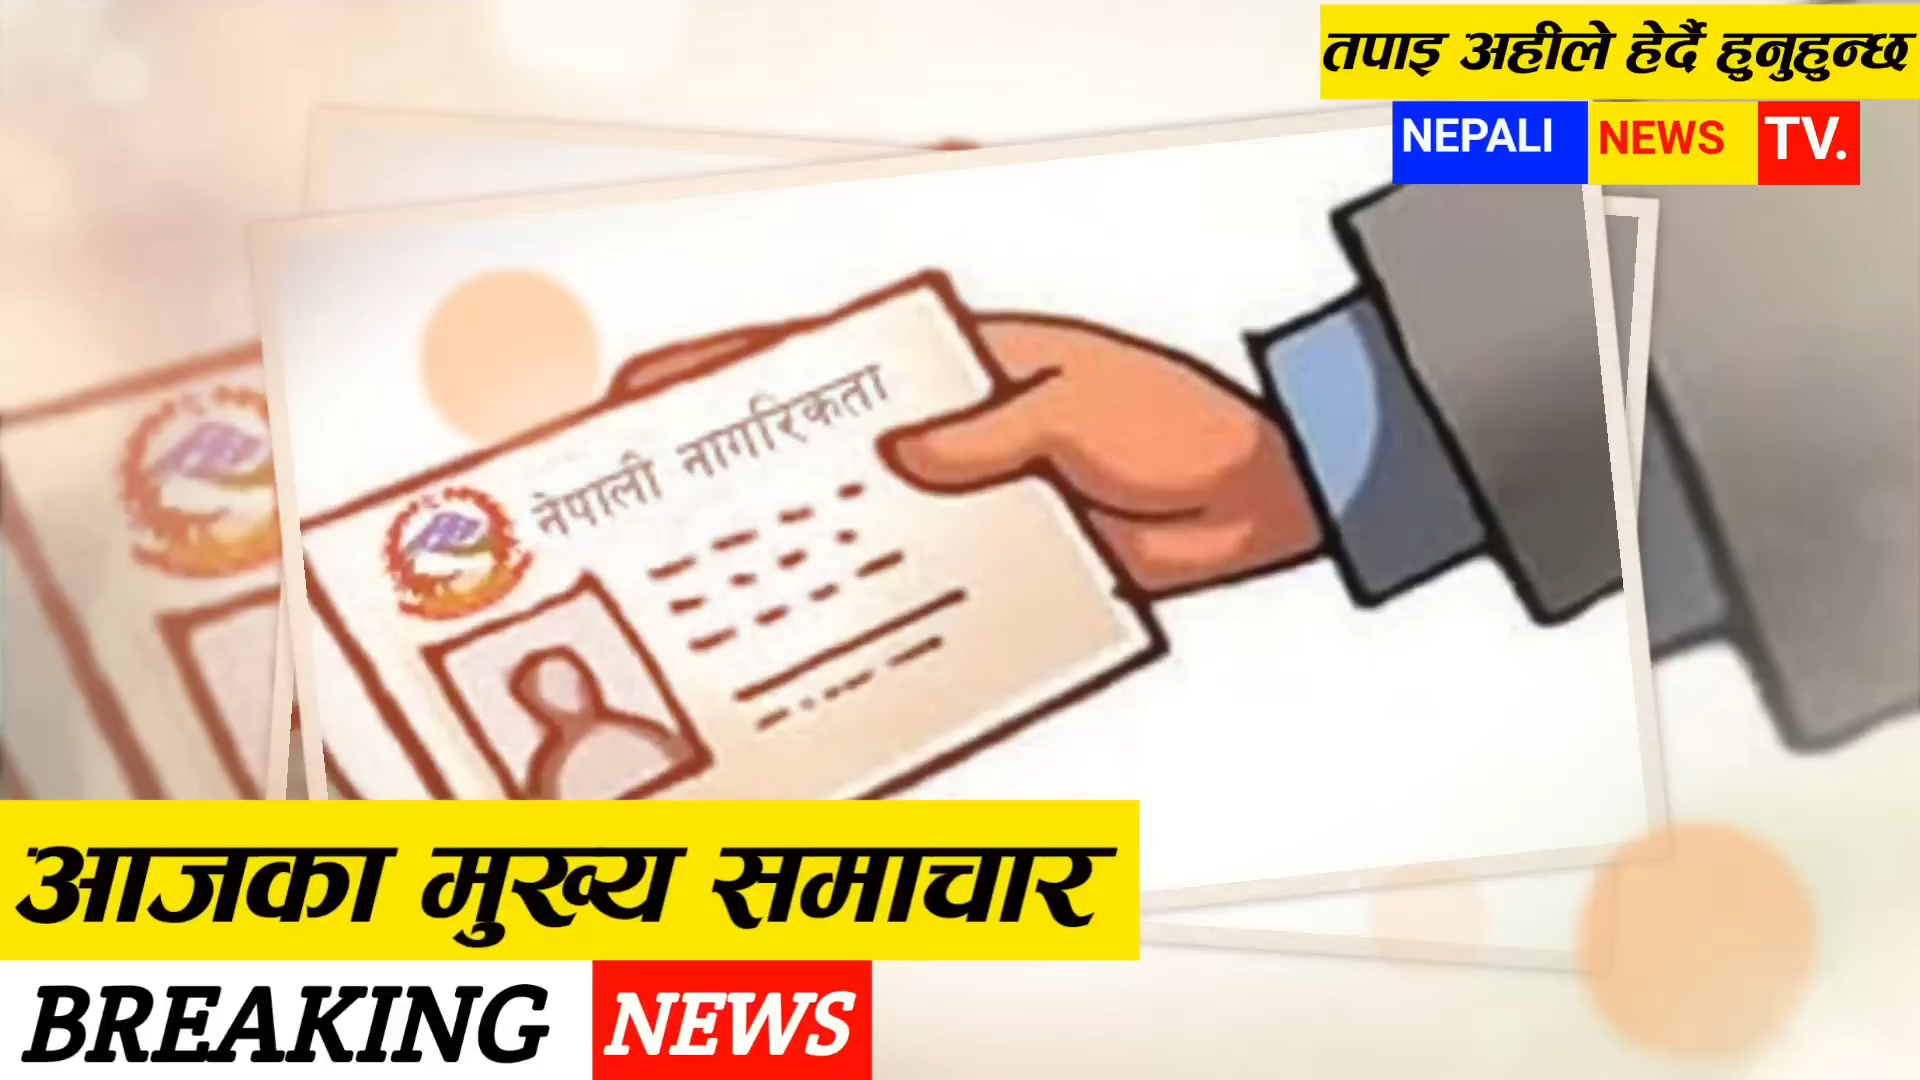 तपाइ अहीले हेर्दै हुनुहुन्छ
NEPALI NEWS TV.
नेपाली नागरिकता
आजका मुख्य समाचार
BREAKING NEWS